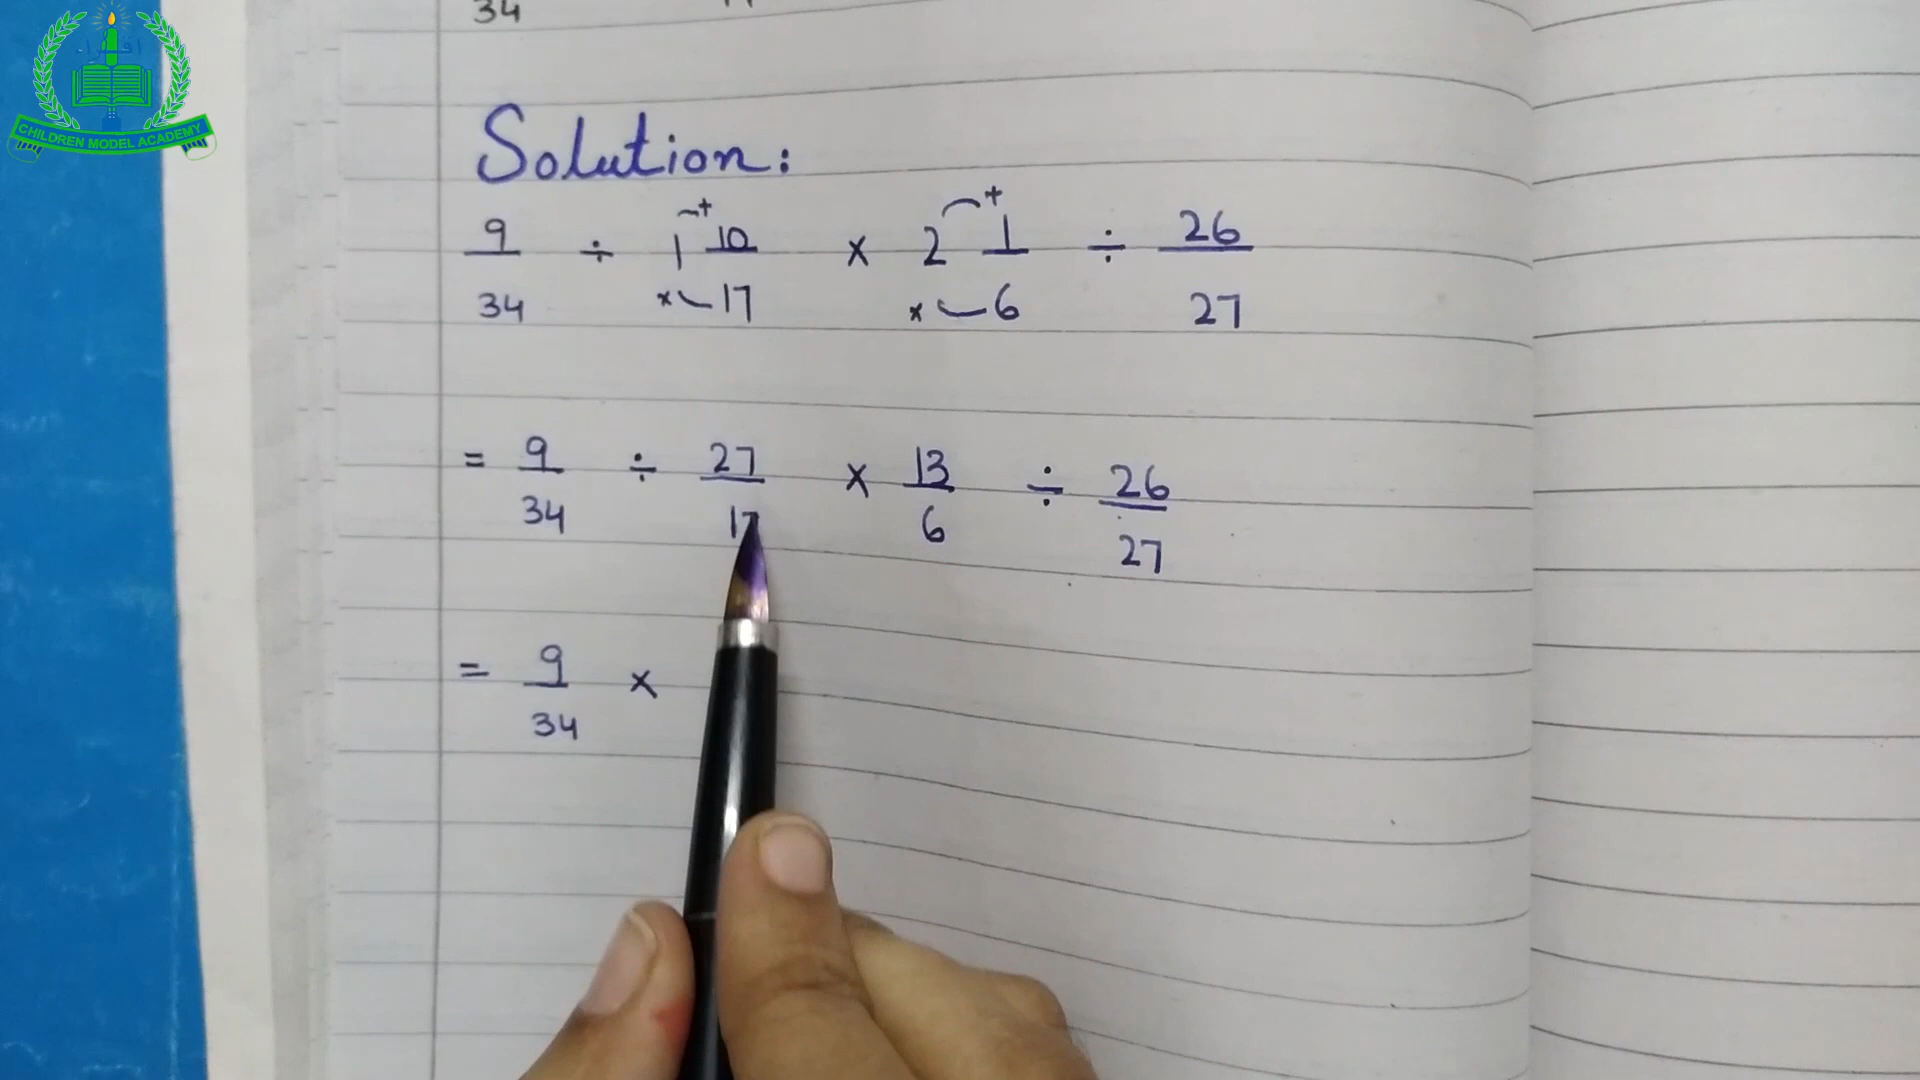 34
اقراء
CHILDREN MODEL ACADEMY
Solution:
9/34 ÷ 1 10/17 × 2 1/6 ÷ 26/27
= 9/34 ÷ 27/17 × 13/6 ÷ 26/27
= 9/34 ×